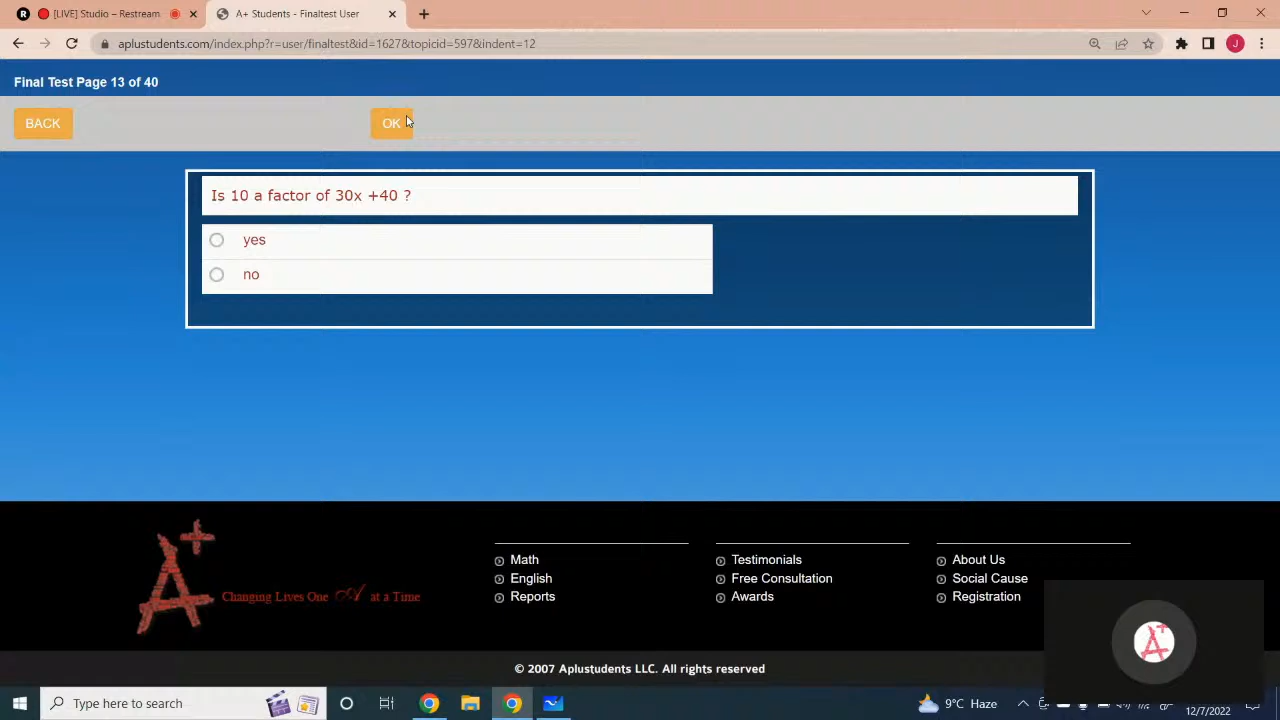 [LIVE] Studio – Restream
A+ Students - Finaltest User
aplustudents.com/index.php?r=user/finaltest&id=1627&topicid=597&indent=12
J
Final Test Page 13 of 40
BACK
OK
Is 10 a factor of 30x +40 ?
yes
no
A+
Changing Lives One A at a Time
Math
English
Reports
Testimonials
Free Consultation
Awards
About Us
Social Cause
Registration
A+
© 2007 Aplustudents LLC. All rights reserved
Type here to search
9°C Haze
12/7/2022